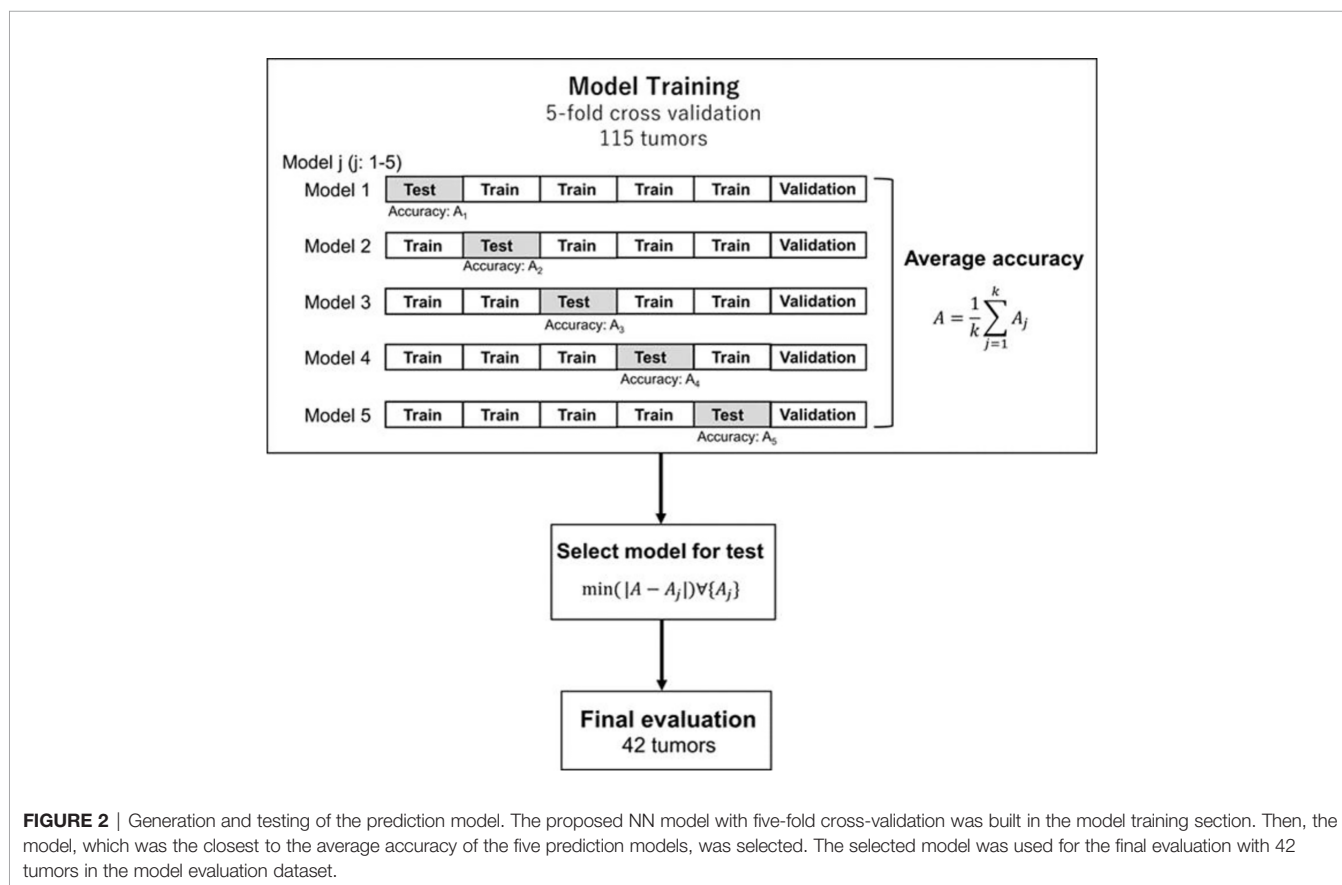 Model Training
5-fold cross validation
115 tumors
Model j (j: 1-5)
Model 1 Test Train Train Train Train Validation
Accuracy: A₁
Model 2 Train Test Train Train Train Validation
Accuracy: A₂
Model 3 Train Train Test Train Train Validation
Accuracy: A₃
Model 4 Train Train Train Test Train Validation
Accuracy: A₄
Model 5 Train Train Train Train Test Validation
Accuracy: A₅
Average accuracy
A = 1/k ∑_{j=1}^{k} A_j
Select model for test
min( |A − A_j|)∀{A_j}
Final evaluation
42 tumors
FIGURE 2 | Generation and testing of the prediction model. The proposed NN model with five-fold cross-validation was built in the model training section. Then, the
model, which was the closest to the average accuracy of the five prediction models, was selected. The selected model was used for the final evaluation with 42
tumors in the model evaluation dataset.